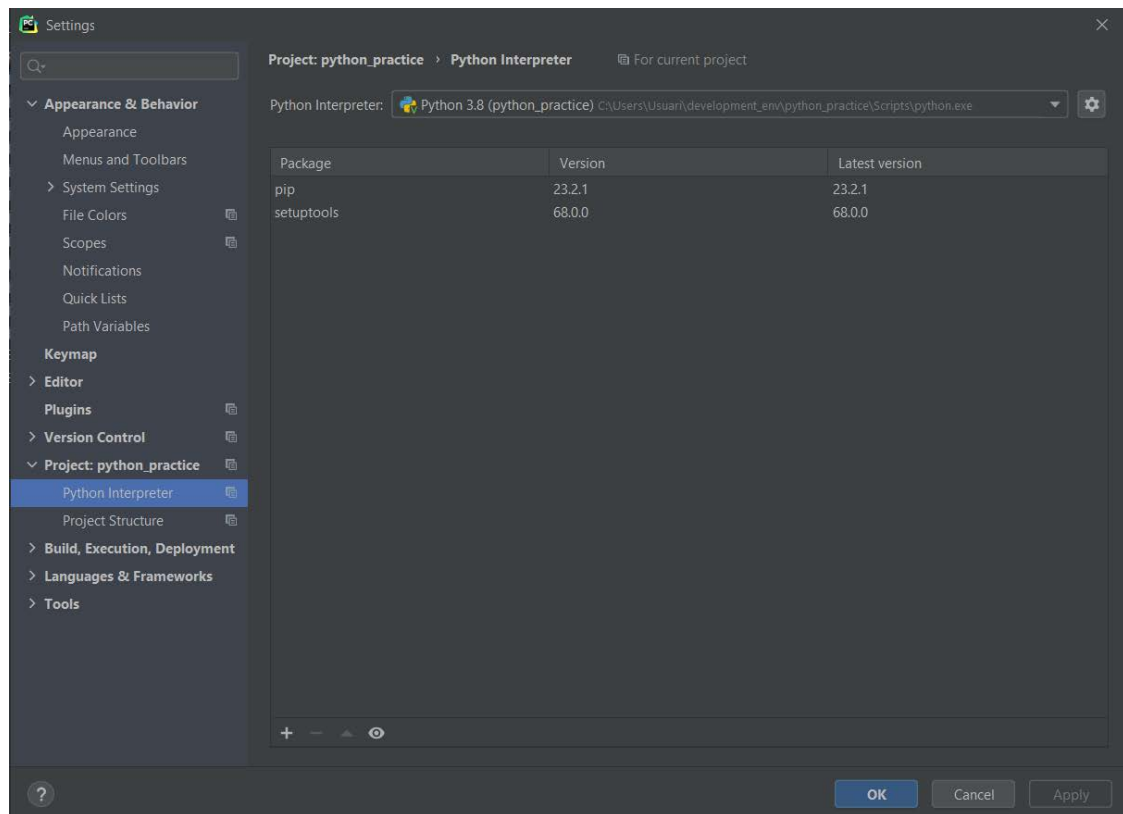 PC Settings
Project: python_practice › Python Interpreter For current project
Python Interpreter: Python 3.8 (python_practice) C:\Users\Usuari\development_env\python_practice\Scripts\python.exe
Appearance & Behavior
Appearance
Menus and Toolbars
System Settings
File Colors
Scopes
Notifications
Quick Lists
Path Variables
Keymap
Editor
Plugins
Version Control
Project: python_practice
Python Interpreter
Project Structure
Build, Execution, Deployment
Languages & Frameworks
Tools
Package Version Latest version
pip 23.2.1 23.2.1
setuptools 68.0.0 68.0.0
?
OK Cancel Apply